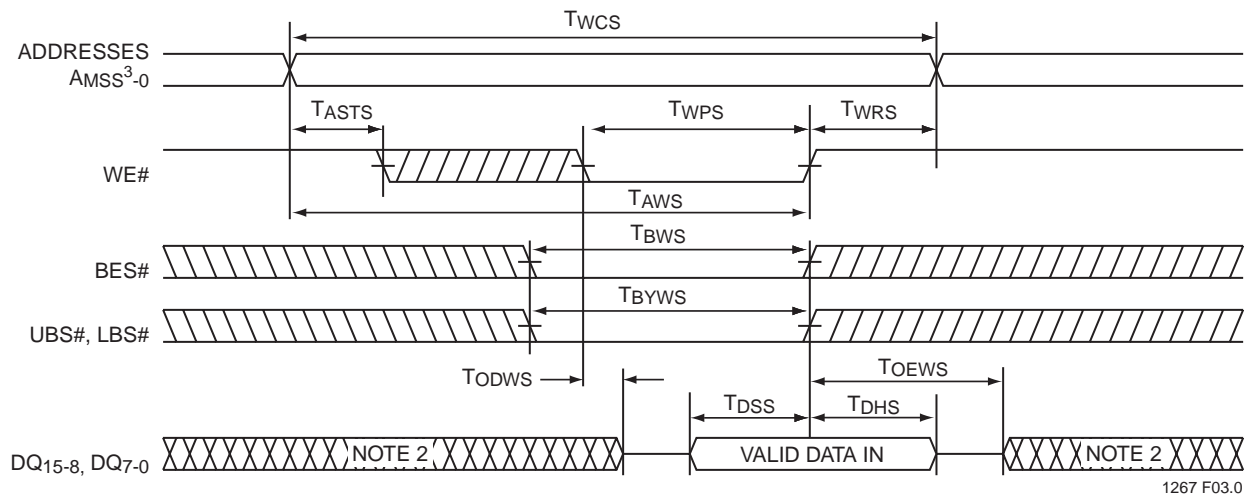 TWCS
ADDRESSES
AMSS3-0
TASTS
TWPS
TWRS
WE#
TAWS
TBWS
BES#
TBYWS
UBS#, LBS#
TODWS
TOEWS
TDSS
TDHS
DQ15-8, DQ7-0
NOTE 2
VALID DATA IN
NOTE 2
1267 F03.0